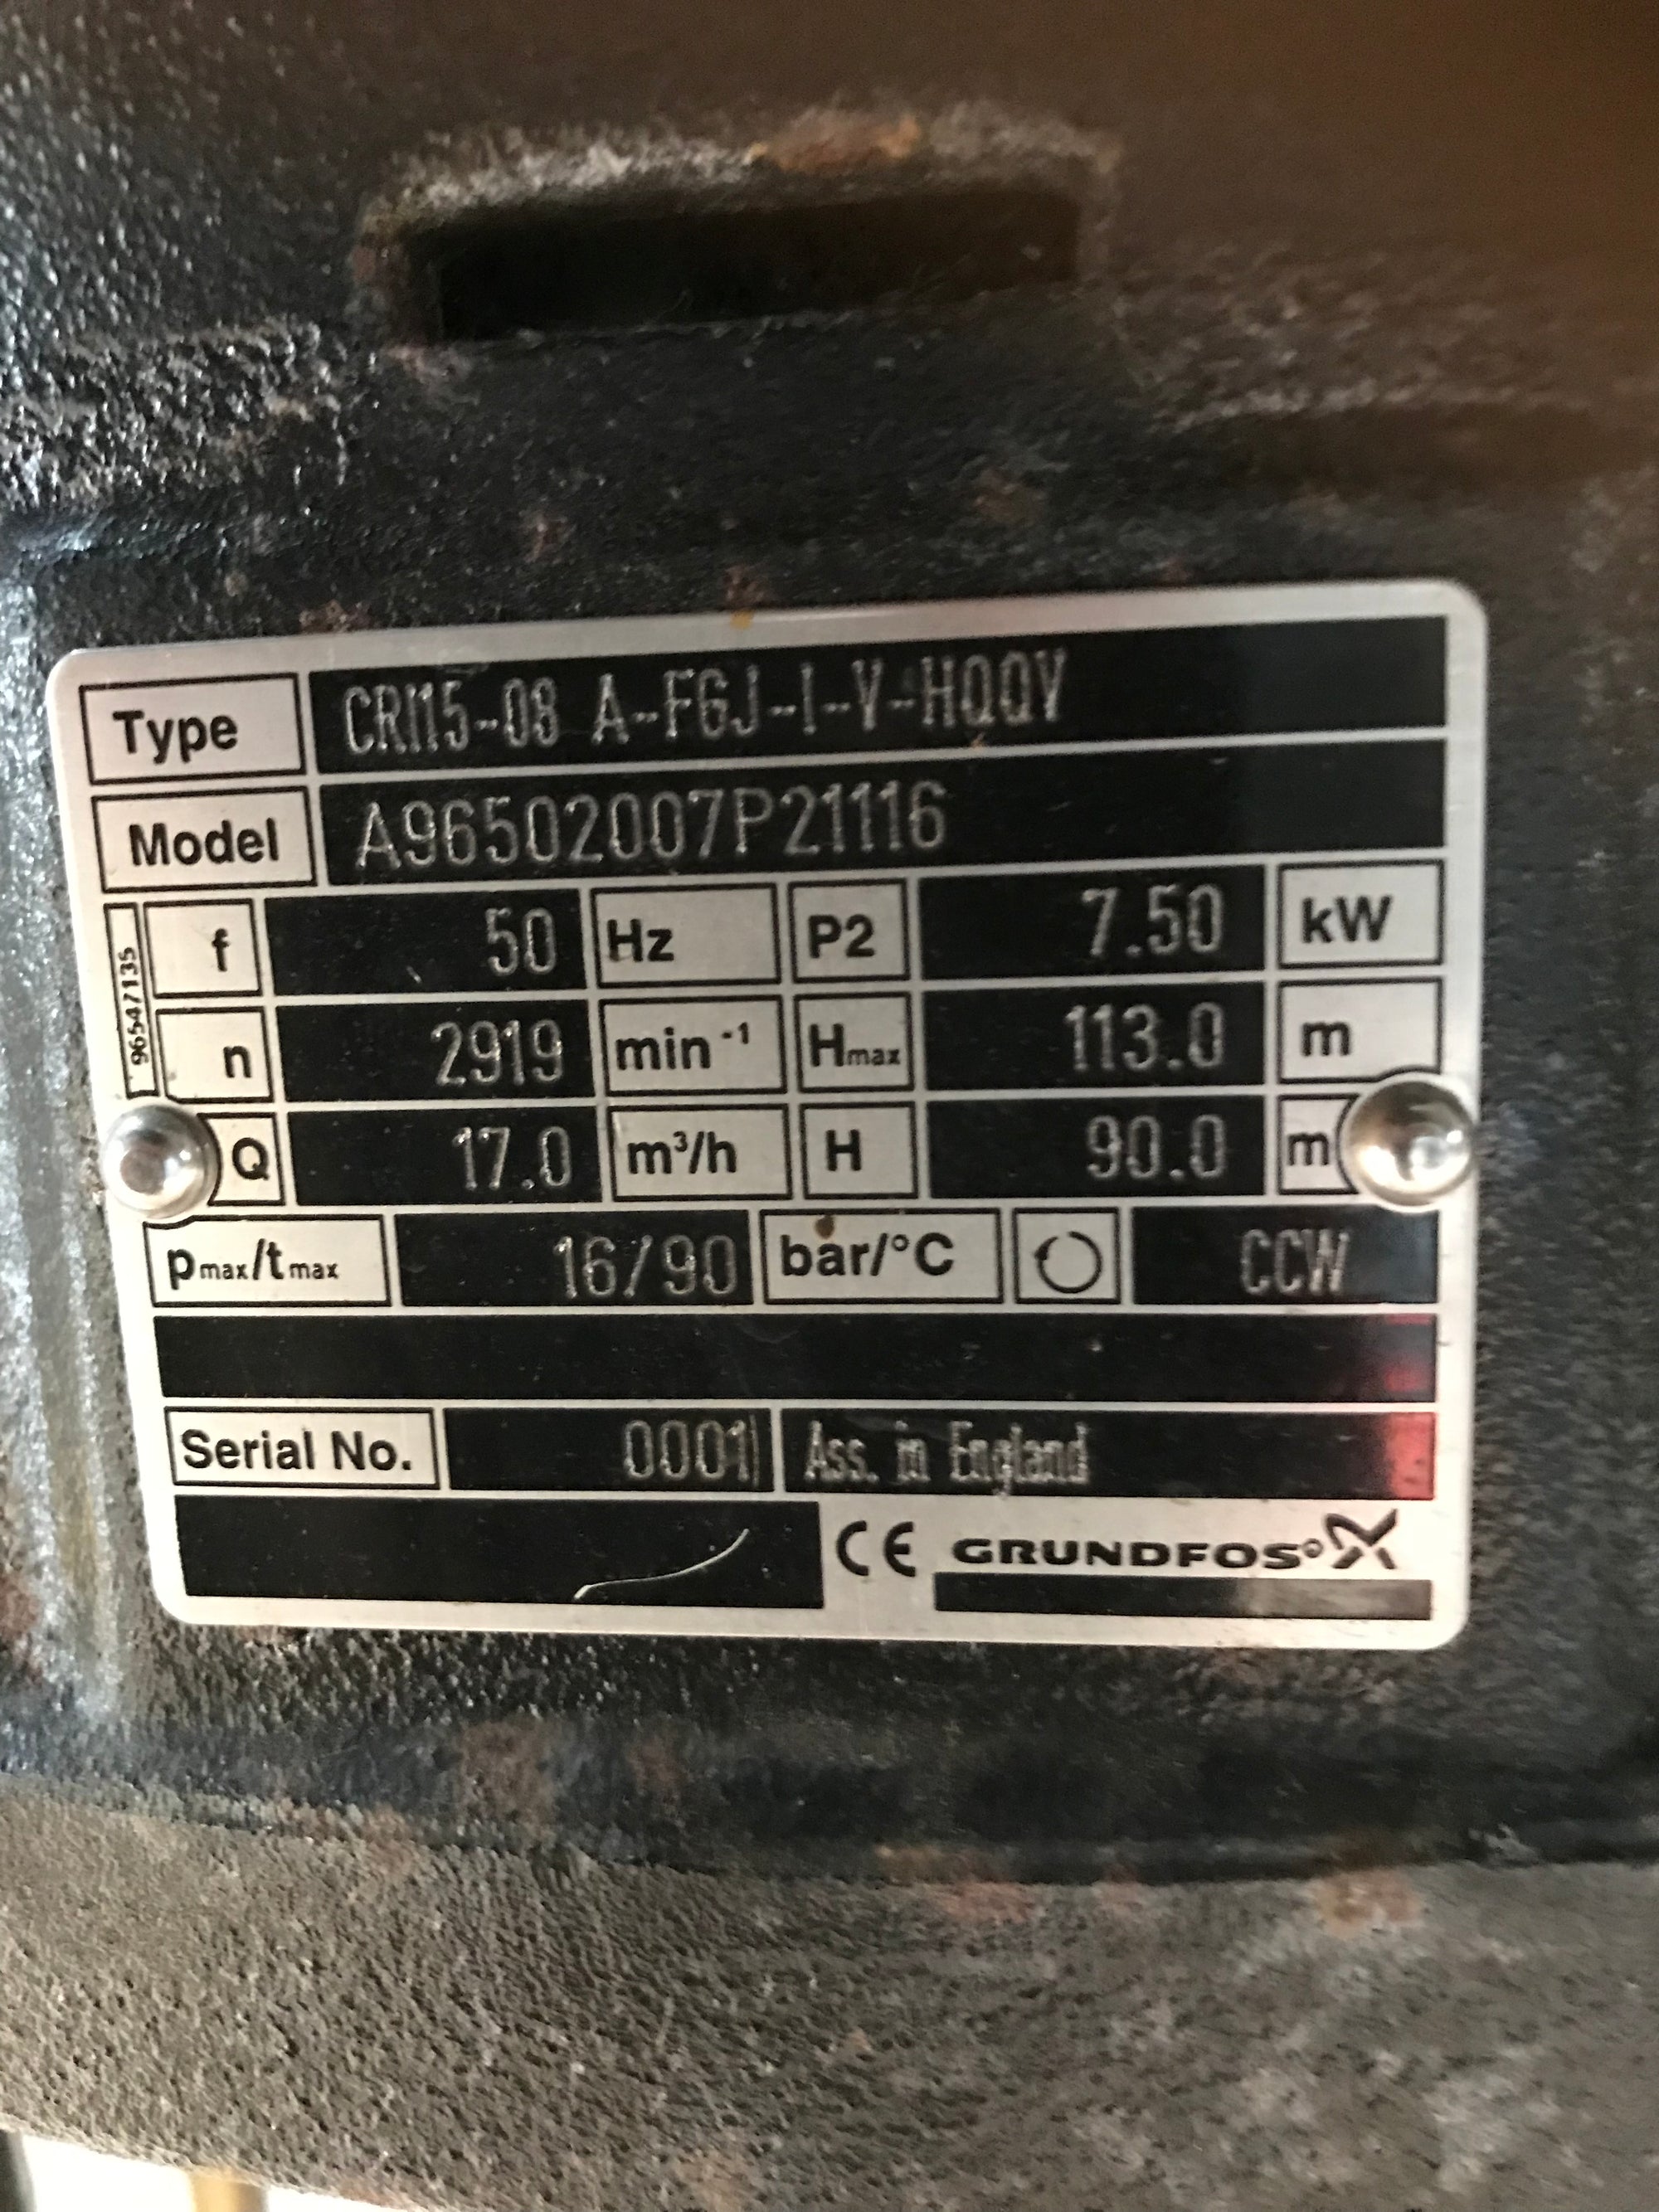 Type CRI15-08 A-FGJ-I-V-HQQV
Model A96502007P21116
96547135
f 50 Hz P2 7.50 kW
n 2919 min⁻¹ Hmax 113.0 m
Q 17.0 m³/h H 90.0 m
pmax/tmax 16/90 bar/°C CCW
Serial No. 0001 Ass. in England
CE GRUNDFOS